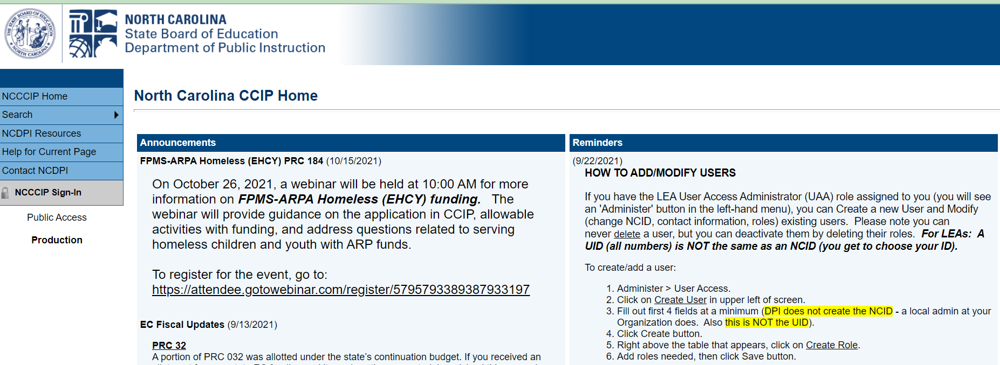 THE STATE BOARD OF EDUCATION
NORTH CAROLINA
NORTH CAROLINA
State Board of Education
Department of Public Instruction
NCCCIP Home
Search
NCDPI Resources
Help for Current Page
Contact NCDPI
NCCCIP Sign-In
Public Access
Production
North Carolina CCIP Home
Announcements
FPMS-ARPA Homeless (EHCY) PRC 184 (10/15/2021)
On October 26, 2021, a webinar will be held at 10:00 AM for more
information on FPMS-ARPA Homeless (EHCY) funding. The
webinar will provide guidance on the application in CCIP, allowable
activities with funding, and address questions related to serving
homeless children and youth with ARP funds.
To register for the event, go to:
https://attendee.gotowebinar.com/register/5795793389387933197
EC Fiscal Updates (9/13/2021)
PRC 32
A portion of PRC 032 was allotted under the state's continuation budget. If you received an
Reminders
(9/22/2021)
HOW TO ADD/MODIFY USERS
If you have the LEA User Access Administrator (UAA) role assigned to you (you will see
an 'Administer' button in the left-hand menu), you can Create a new User and Modify
(change NCID, contact information, roles) existing users. Please note you can
never delete a user, but you can deactivate them by deleting their roles. For LEAs: A
UID (all numbers) is NOT the same as an NCID (you get to choose your ID).
To create/add a user:
1. Administer > User Access.
2. Click on Create User in upper left of screen.
3. Fill out first 4 fields at a minimum (DPI does not create the NCID - a local admin at your
Organization does. Also this is NOT the UID).
4. Click Create button.
5. Right above the table that appears, click on Create Role.
6. Add roles needed, then click Save button.